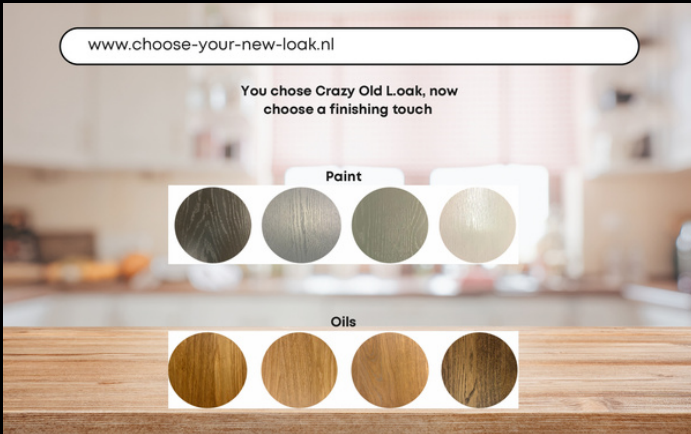 www.choose-your-new-loak.nl
You chose Crazy Old L.oak, now
choose a finishing touch
Paint
Oils